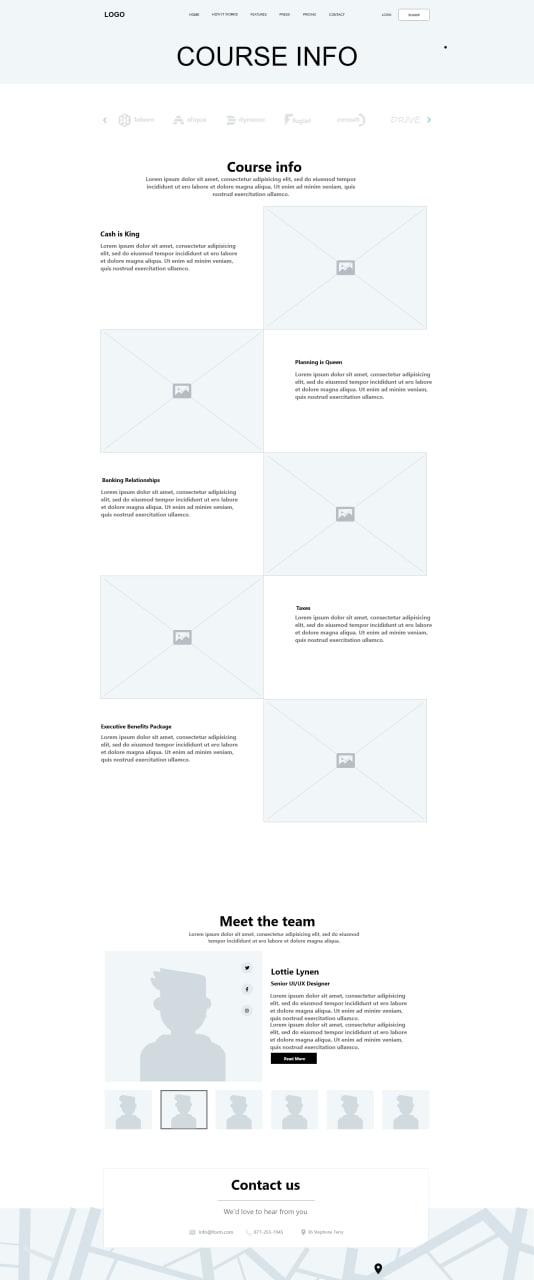 LOGO
HOME HOW IT WORKS FEATURES PRESS PRICING CONTACT
LOGIN
SIGNUP
COURSE INFO
laborum aliqua
DRIVE
Course info
Lorem ipsum dolor sit amet, consectetur adipisicing elit, sed do eiusmod tempor
incididunt ut ero labore et dolore magna aliqua. Ut enim ad minim veniam, quis
nostrud exercitation ullamco.
Cash is King
Lorem ipsum dolor sit amet, consectetur adipisicing
elit, sed do eiusmod tempor incididunt ut ero labore
et dolore magna aliqua. Ut enim ad minim veniam,
quis nostrud exercitation ullamco.
Planning is Queen
Lorem ipsum dolor sit amet, consectetur adipisicing
elit, sed do eiusmod tempor incididunt ut ero labore
et dolore magna aliqua. Ut enim ad minim veniam,
quis nostrud exercitation ullamco.
Banking Relationships
Lorem ipsum dolor sit amet, consectetur adipisicing
elit, sed do eiusmod tempor incididunt ut ero labore
et dolore magna aliqua. Ut enim ad minim veniam,
quis nostrud exercitation ullamco.
Taxes
Lorem ipsum dolor sit amet, consectetur adipisicing
elit, sed do eiusmod tempor incididunt ut ero labore
et dolore magna aliqua. Ut enim ad minim veniam,
quis nostrud exercitation ullamco.
Executive Benefits Package
Lorem ipsum dolor sit amet, consectetur adipisicing
elit, sed do eiusmod tempor incididunt ut ero labore
et dolore magna aliqua. Ut enim ad minim veniam,
quis nostrud exercitation ullamco.
Meet the team
Lorem ipsum dolor sit amet, consectetur adipisicing elit, sed do eiusmod
tempor incididunt ut ero labore et dolore magna aliqua.
Lottie Lynen
Senior UI/UX Designer
Lorem ipsum dolor sit amet, consectetur adipisicing
elit, sed do eiusmod tempor incididunt ut ero labore
et dolore magna aliqua. Ut enim ad minim veniam,
quis nostrud exercitation ullamco.
Lorem ipsum dolor sit amet, consectetur adipisicing
elit, sed do eiusmod tempor incididunt ut ero labore
et dolore magna aliqua. Ut enim ad minim veniam,
quis nostrud exercitation ullamco.
Read More
Contact us
We'd love to hear from you